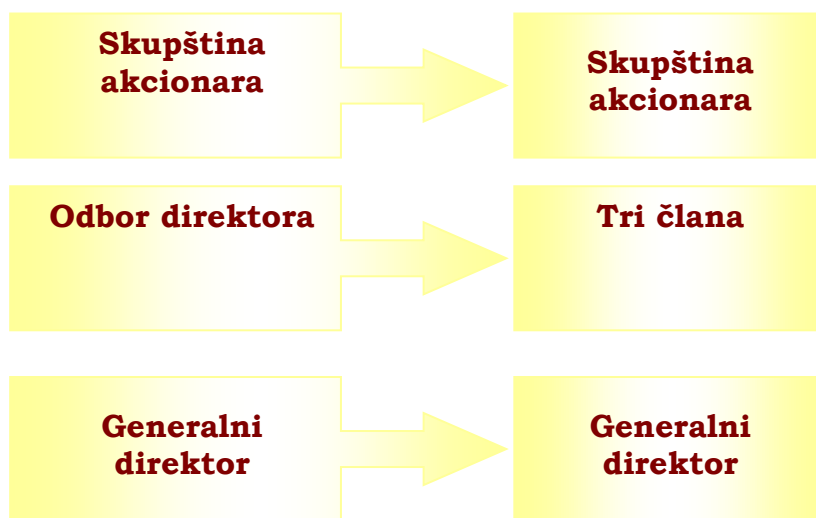 Skupština
akcionara
Skupština
akcionara
Odbor direktora
Tri člana
Generalni
direktor
Generalni
direktor